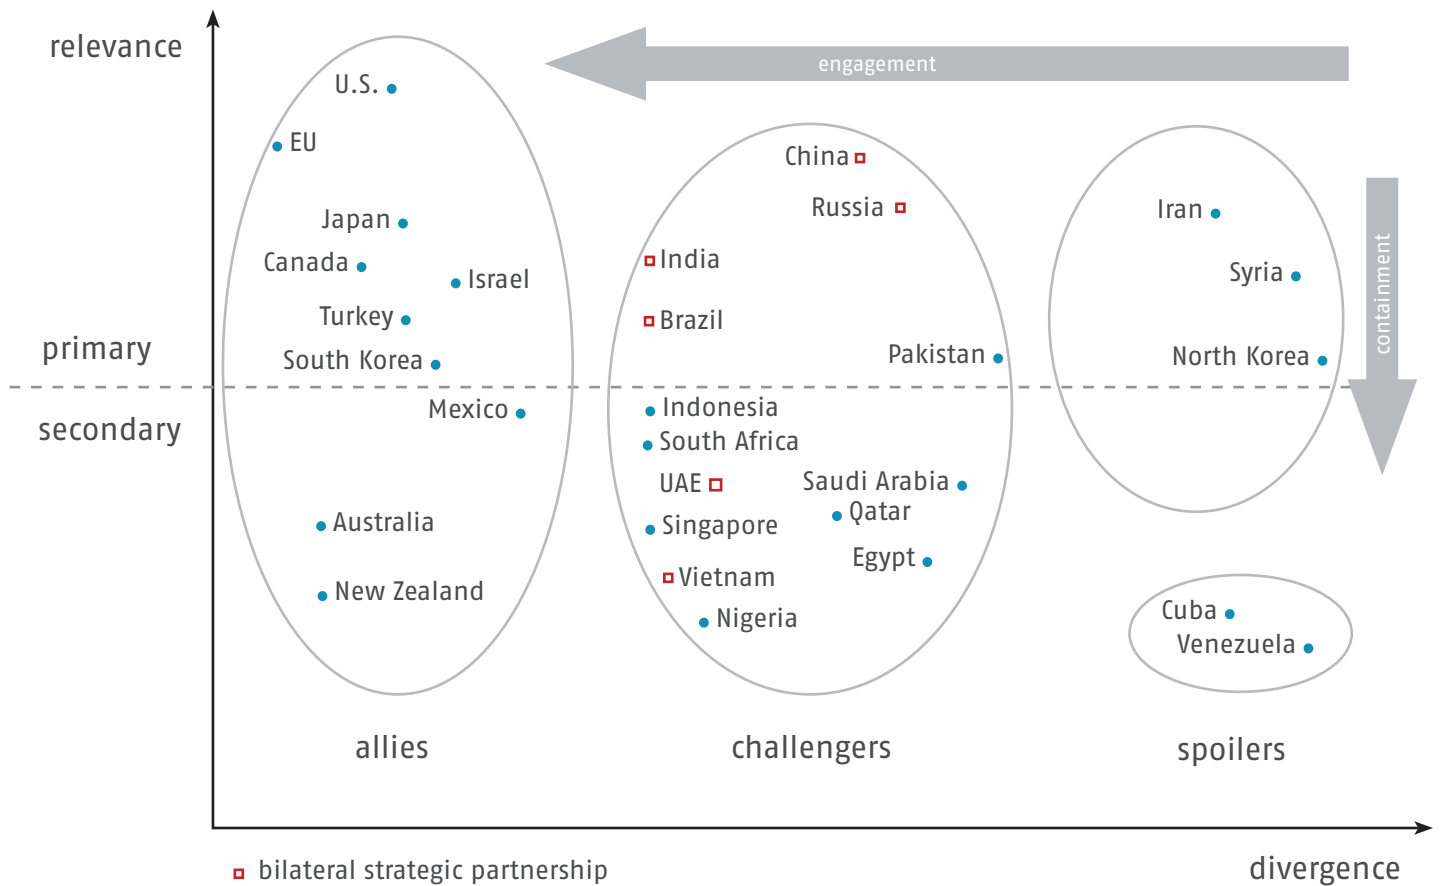 relevance
engagement
U.S.
EU
China
Russia
Iran
Japan
Canada
India
Israel
Syria
containment
Turkey
Brazil
primary
South Korea
Pakistan
North Korea
secondary
Mexico
Indonesia
South Africa
UAE
Saudi Arabia
Qatar
Australia
Singapore
Egypt
New Zealand
Vietnam
Nigeria
Cuba
Venezuela
allies
challengers
spoilers
bilateral strategic partnership
divergence